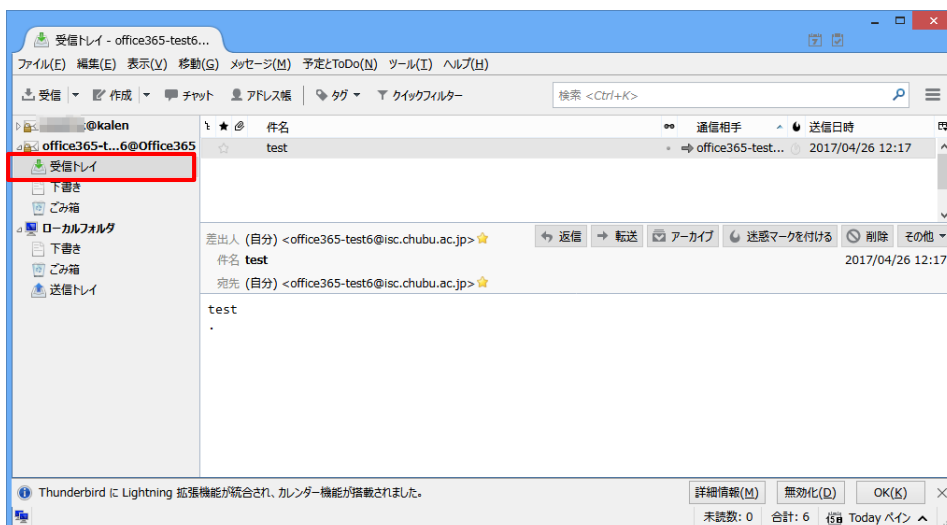 受信トレイ - office365-test6...
ファイル(F) 編集(E) 表示(V) 移動(G) メッセージ(M) 予定とToDo(N) ツール(T) ヘルプ(H)
受信 作成 チャット アドレス帳 タグ クイックフィルター 検索 <Ctrl+K>
@kalen
office365-t...6@Office365
受信トレイ
下書き
ごみ箱
ローカルフォルダ
下書き
ごみ箱
送信トレイ
件名 通信相手 送信日時
test office365-test... 2017/04/26 12:17
差出人 (自分) <office365-test6@isc.chubu.ac.jp>
返信 転送 アーカイブ 迷惑マークを付ける 削除 その他
件名 test 2017/04/26 12:17
宛先 (自分) <office365-test6@isc.chubu.ac.jp>
test
.
Thunderbird に Lightning 拡張機能が統合され、カレンダー機能が搭載されました。 詳細情報(M) 無効化(D) OK(K)
未読数: 0 合計: 6 Today ペイン